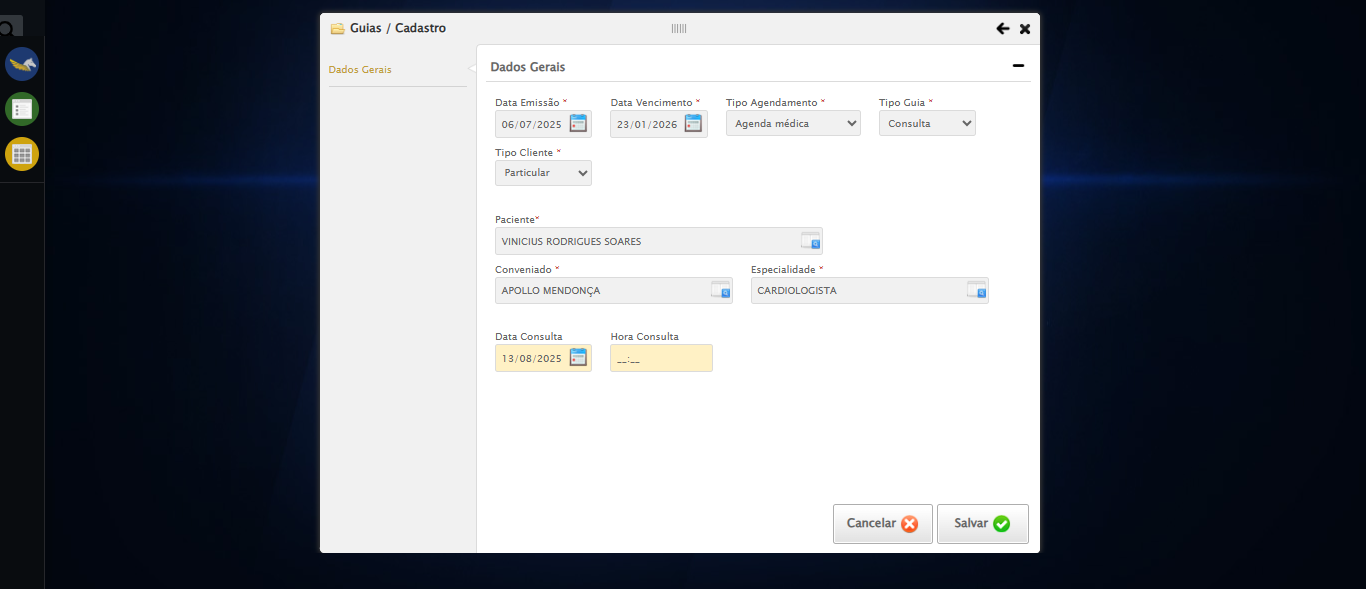 Guias / Cadastro
Dados Gerais
Dados Gerais
Data Emissão * Data Vencimento * Tipo Agendamento * Tipo Guia *
06/07/2025 23/01/2026 Agenda médica Consulta
Tipo Cliente *
Particular
Paciente*
VINICIUS RODRIGUES SOARES
Conveniado * Especialidade *
APOLLO MENDONÇA CARDIOLOGISTA
Data Consulta Hora Consulta
13/08/2025 __:__
Cancelar Salvar